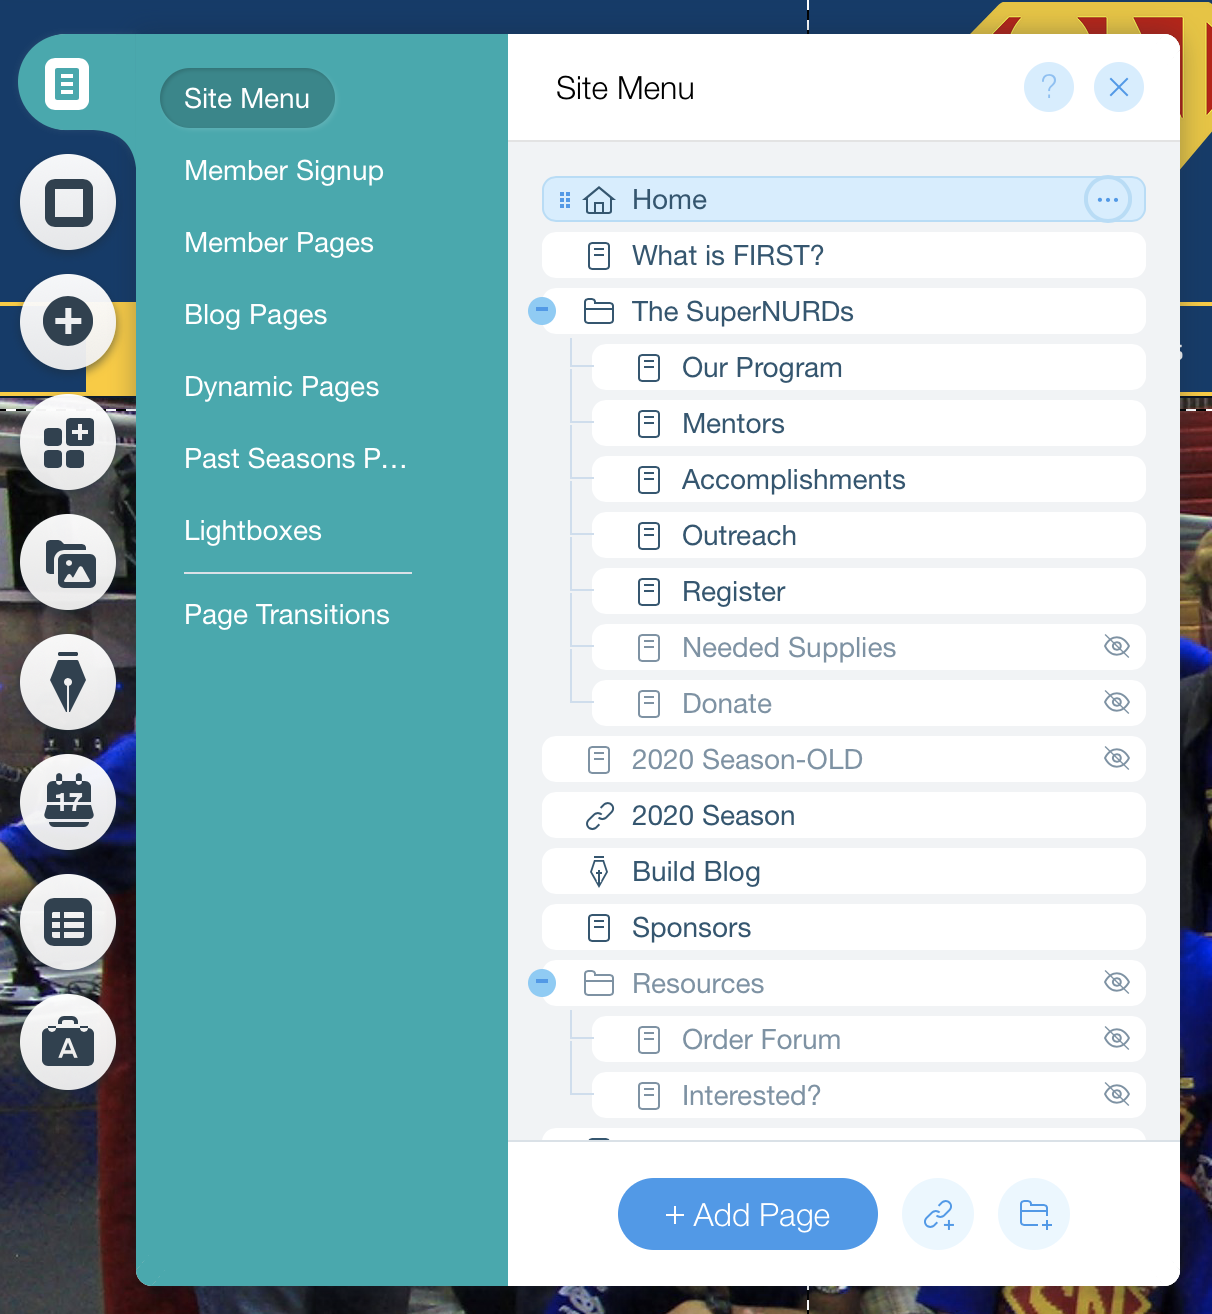 Site Menu
Member Signup
Member Pages
Blog Pages
Dynamic Pages
Past Seasons P...
Lightboxes
Page Transitions
17
A
Site Menu
?
Home
What is FIRST?
The SuperNURDs
Our Program
Mentors
Accomplishments
Outreach
Register
Needed Supplies
Donate
2020 Season-OLD
2020 Season
Build Blog
Sponsors
Resources
Order Forum
Interested?
+ Add Page